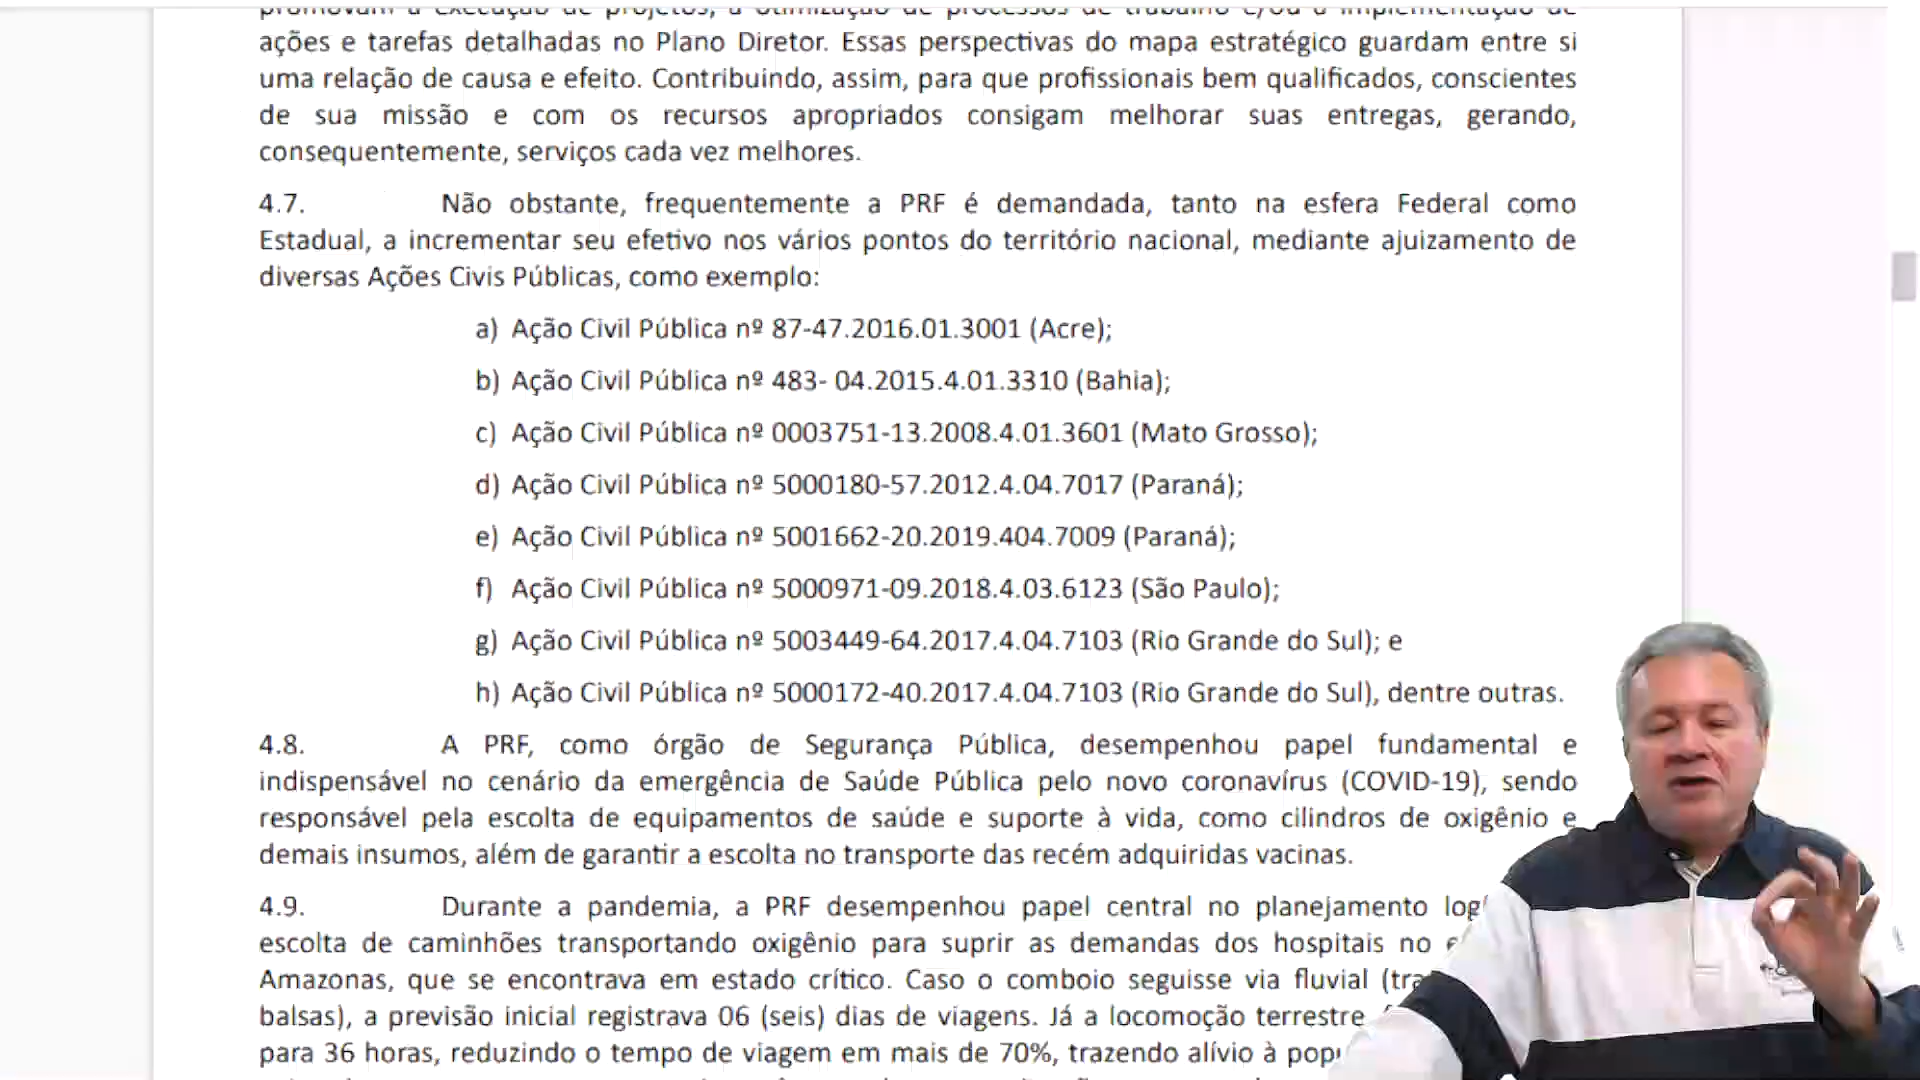 promovam a execução de projetos, a otimização de processos de trabalho e/ou a implementação de
ações e tarefas detalhadas no Plano Diretor. Essas perspectivas do mapa estratégico guardam entre si
uma relação de causa e efeito. Contribuindo, assim, para que profissionais bem qualificados, conscientes
de sua missão e com os recursos apropriados consigam melhorar suas entregas, gerando,
consequentemente, serviços cada vez melhores.
4.7. Não obstante, frequentemente a PRF é demandada, tanto na esfera Federal como
Estadual, a incrementar seu efetivo nos vários pontos do território nacional, mediante ajuizamento de
diversas Ações Civis Públicas, como exemplo:
a) Ação Civil Pública nº 87-47.2016.01.3001 (Acre);
b) Ação Civil Pública nº 483- 04.2015.4.01.3310 (Bahia);
c) Ação Civil Pública nº 0003751-13.2008.4.01.3601 (Mato Grosso);
d) Ação Civil Pública nº 5000180-57.2012.4.04.7017 (Paraná);
e) Ação Civil Pública nº 5001662-20.2019.404.7009 (Paraná);
f) Ação Civil Pública nº 5000971-09.2018.4.03.6123 (São Paulo);
g) Ação Civil Pública nº 5003449-64.2017.4.04.7103 (Rio Grande do Sul); e
h) Ação Civil Pública nº 5000172-40.2017.4.04.7103 (Rio Grande do Sul), dentre outras.
4.8. A PRF, como órgão de Segurança Pública, desempenhou papel fundamental e
indispensável no cenário da emergência de Saúde Pública pelo novo coronavírus (COVID-19), sendo
responsável pela escolta de equipamentos de saúde e suporte à vida, como cilindros de oxigênio e
demais insumos, além de garantir a escolta no transporte das recém adquiridas vacinas.
4.9. Durante a pandemia, a PRF desempenhou papel central no planejamento
escolta de caminhões transportando oxigênio para suprir as demandas dos hospitais no
Amazonas, que se encontrava em estado crítico. Caso o comboio seguisse via fluvial
balsas), a previsão inicial registrava 06 (seis) dias de viagens. Já a locomoção terrestre
para 36 horas, reduzindo o tempo de viagem em mais de 70%, trazendo alívio à